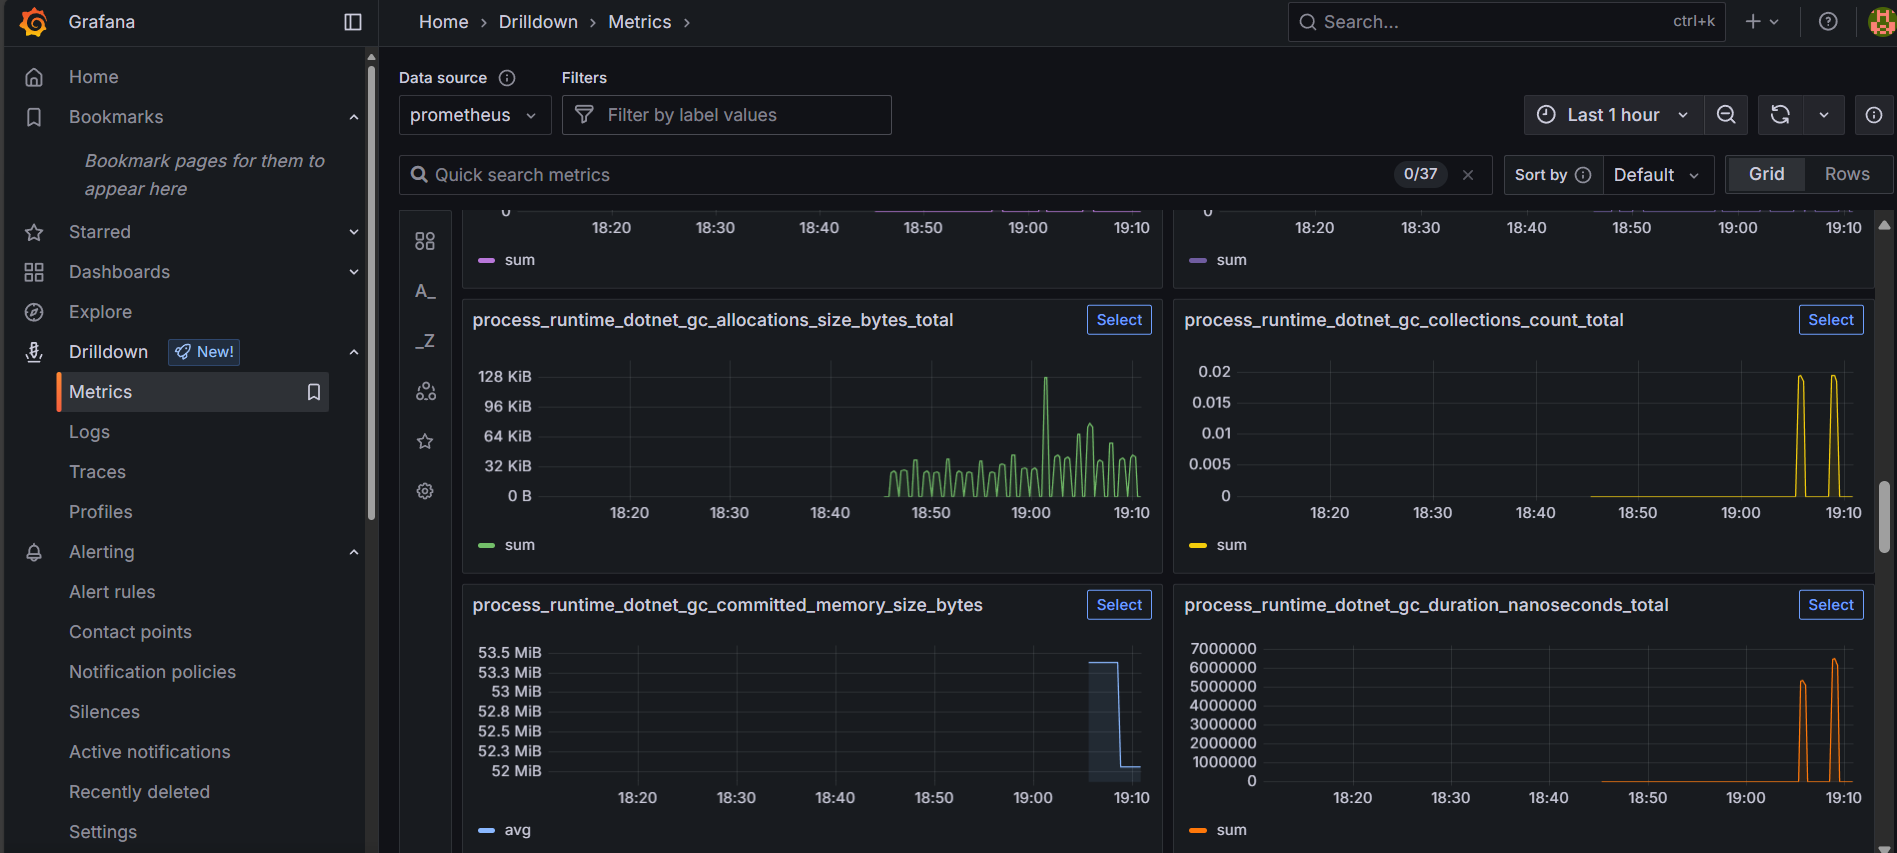 Grafana
Home › Drilldown › Metrics ›
Search...
ctrl+k
Home
Bookmarks
Bookmark pages for them to
appear here
Starred
Dashboards
Explore
Drilldown
New!
Metrics
Logs
Traces
Profiles
Alerting
Alert rules
Contact points
Notification policies
Silences
Active notifications
Recently deleted
Settings
Data source
Filters
prometheus
Filter by label values
Last 1 hour
Quick search metrics
0/37
Sort by
Default
Grid
Rows
A_
_Z
0
18:20 18:30 18:40 18:50 19:00 19:10
sum
0
18:20 18:30 18:40 18:50 19:00 19:10
sum
process_runtime_dotnet_gc_allocations_size_bytes_total
Select
128 KiB
96 KiB
64 KiB
32 KiB
0 B
18:20 18:30 18:40 18:50 19:00 19:10
sum
process_runtime_dotnet_gc_collections_count_total
Select
0.02
0.015
0.01
0.005
0
18:20 18:30 18:40 18:50 19:00 19:10
sum
process_runtime_dotnet_gc_committed_memory_size_bytes
Select
53.5 MiB
53.3 MiB
53 MiB
52.8 MiB
52.5 MiB
52.3 MiB
52 MiB
18:20 18:30 18:40 18:50 19:00 19:10
avg
process_runtime_dotnet_gc_duration_nanoseconds_total
Select
7000000
6000000
5000000
4000000
3000000
2000000
1000000
0
18:20 18:30 18:40 18:50 19:00 19:10
sum